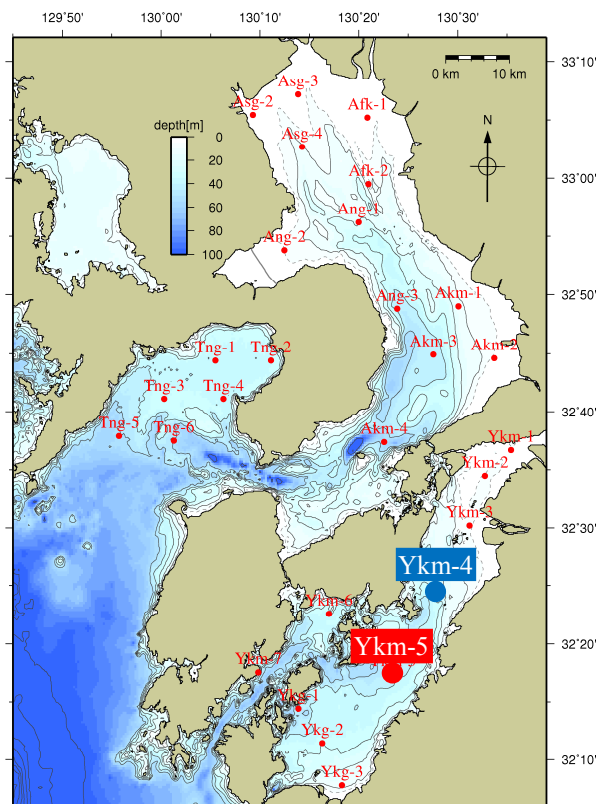 129°50' 130°00' 130°10' 130°20' 130°30'
33°10'
0 km 10 km
Asg-3
Asg-2
Afk-1
depth[m]
0
20
40
60
80
100
Asg-4
N
33°00'
Afk-2
Ang-1
Ang-2
32°50'
Ang-3
Akm-1
Akm-3
Akm-2
Tng-1
Tng-2
Tng-3
Tng-4
32°40'
Tng-5
Tng-6
Akm-4
Ykm-1
Ykm-2
Ykm-3
32°30'
Ykm-4
Ykm-6
32°20'
Ykm-5
Ykm-7
Ykg-1
Ykg-2
32°10'
Ykg-3